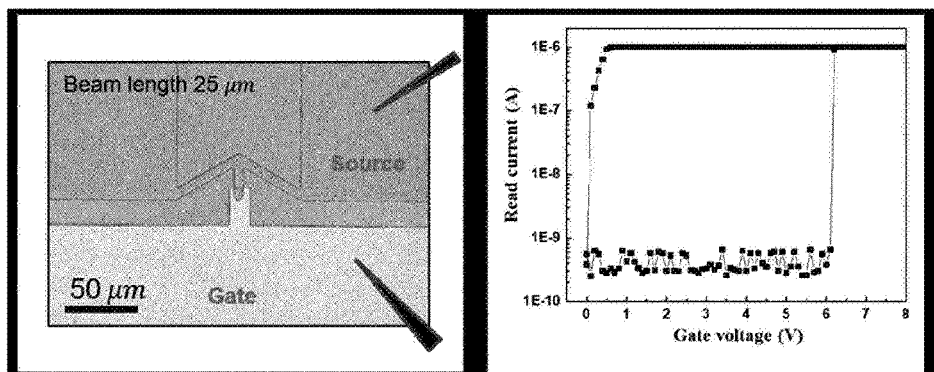 Beam length 25 μm
Source
Gate
50 μm
Read current (A)
1E-6
1E-7
1E-8
1E-9
1E-10
0 1 2 3 4 5 6 7 8
Gate voltage (V)